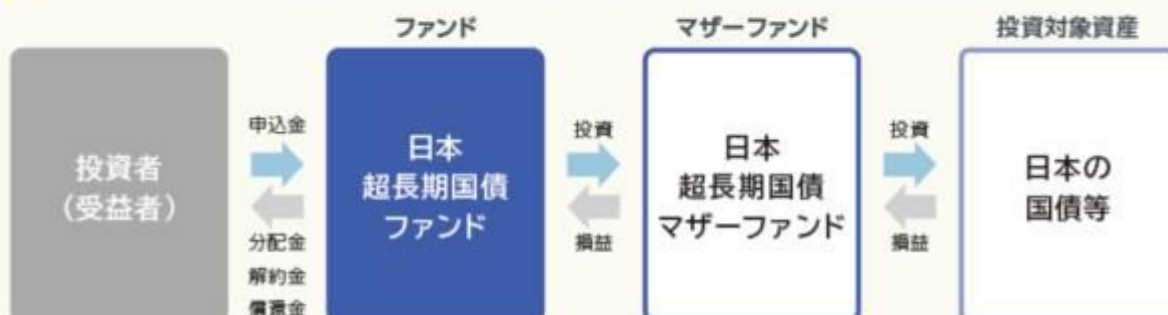 ファンド
マザーファンド
投資対象資産
投資者
（受益者）
申込金
分配金
解約金
償還金
日本
超長期国債
ファンド
投資
損益
日本
超長期国債
マザーファンド
投資
損益
日本の
国債等